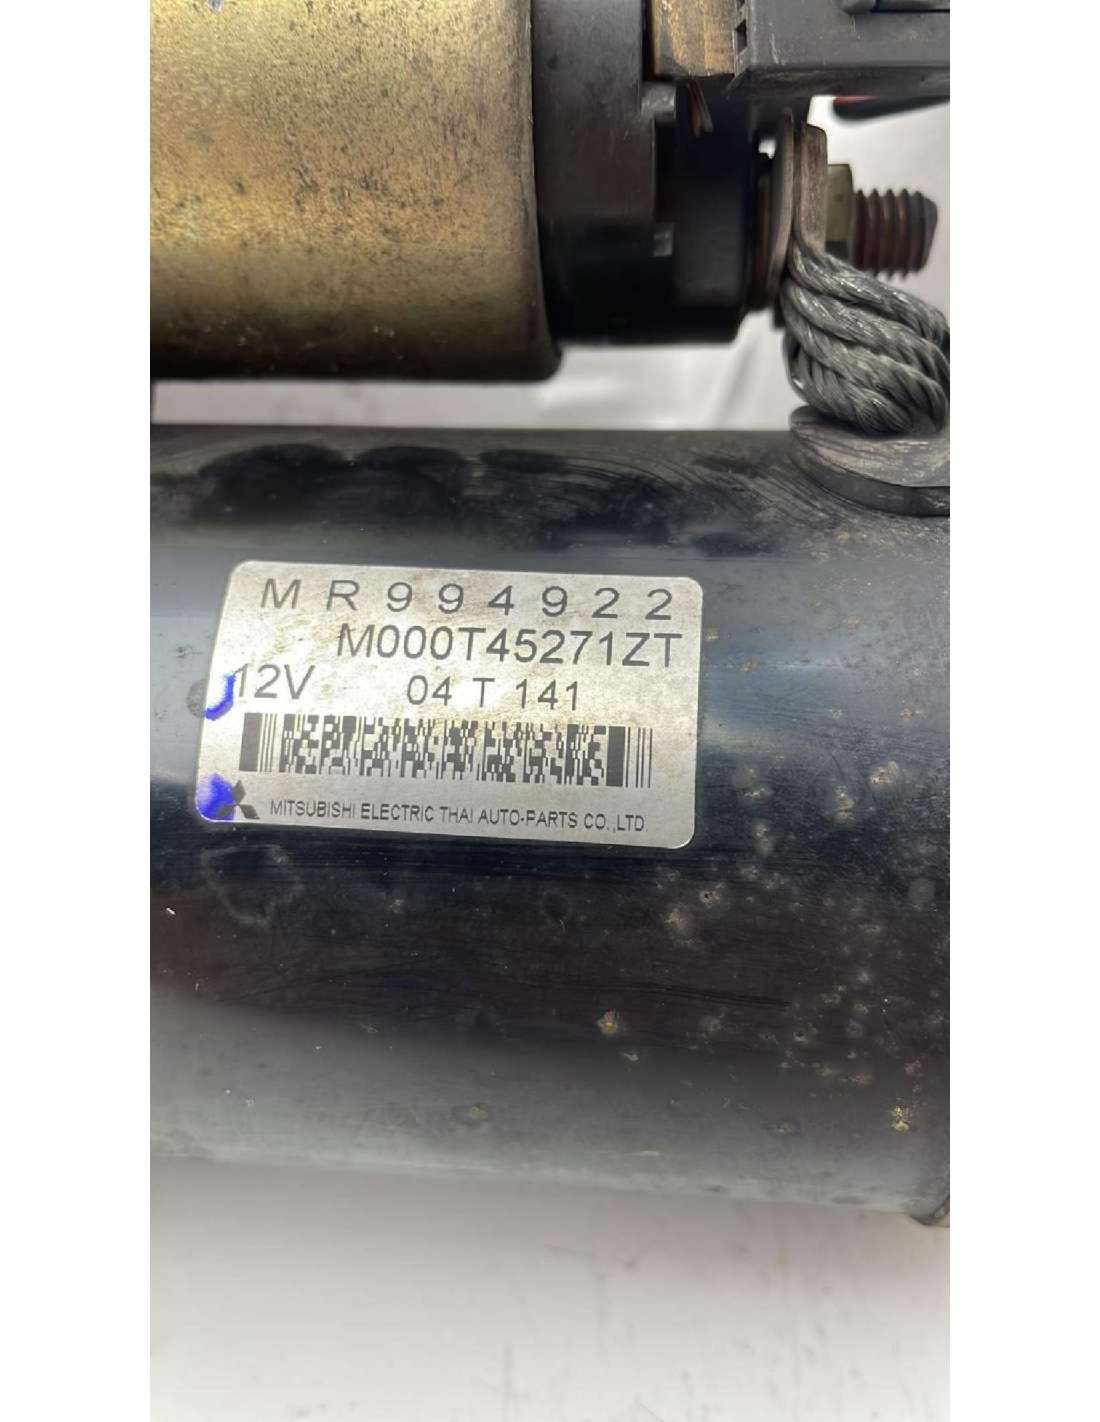 MR994922
M000T45271ZT
12V 04 T 141
MITSUBISHI ELECTRIC THAI AUTO-PARTS CO.,LTD.